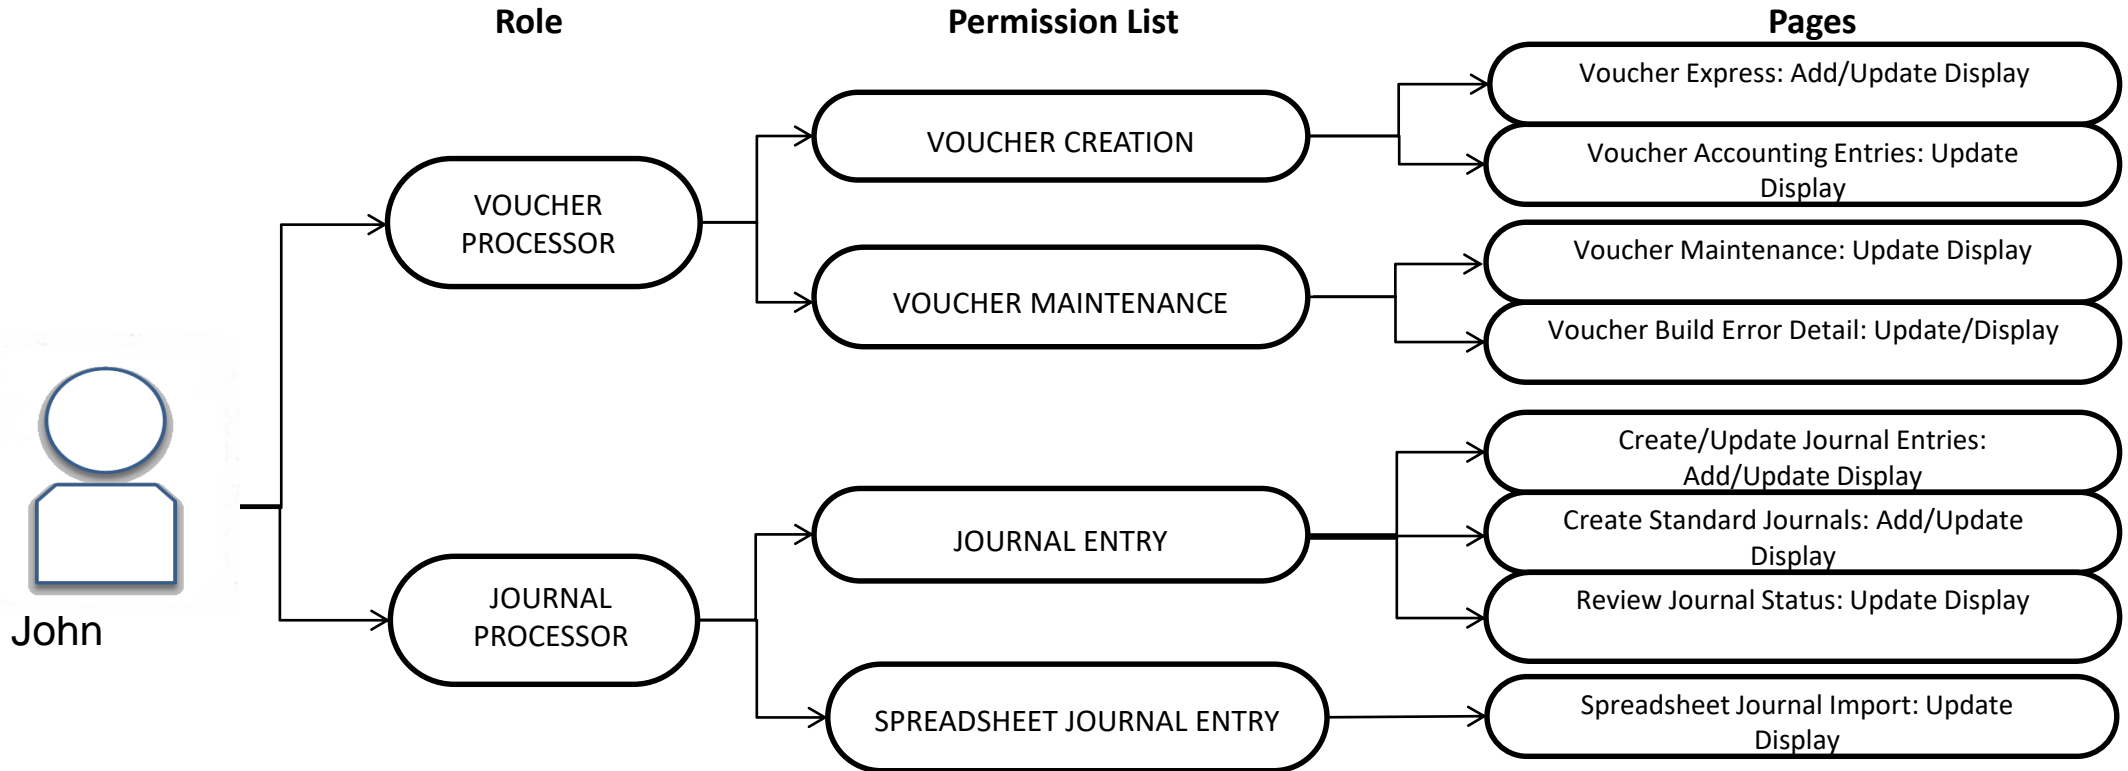 Role
Permission List
Pages
Voucher Express: Add/Update Display
VOUCHER CREATION
Voucher Accounting Entries: Update
Display
VOUCHER
PROCESSOR
Voucher Maintenance: Update Display
VOUCHER MAINTENANCE
Voucher Build Error Detail: Update/Display
Create/Update Journal Entries:
Add/Update Display
JOURNAL ENTRY
Create Standard Journals: Add/Update
Display
JOURNAL
PROCESSOR
Review Journal Status: Update Display
John
SPREADSHEET JOURNAL ENTRY
Spreadsheet Journal Import: Update
Display